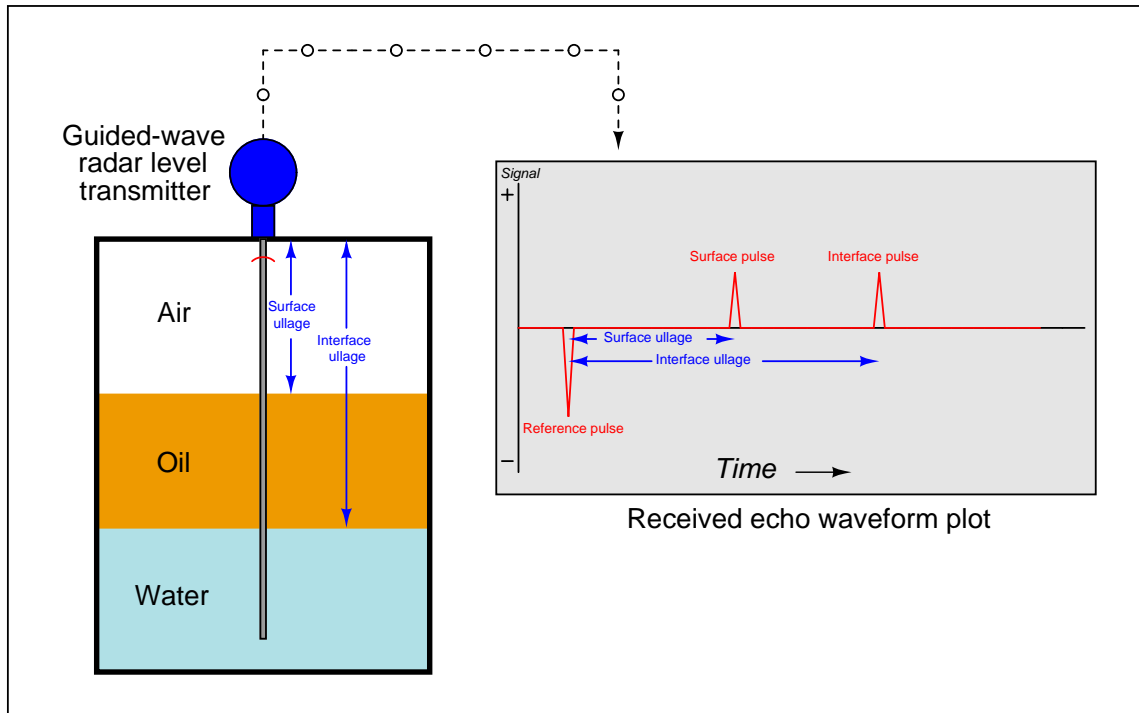 Guided-wave
radar level
transmitter
Air
Oil
Water
Surface
ullage
Interface
ullage
Signal
+
Surface pulse
Interface pulse
Surface ullage
Interface ullage
Reference pulse
−
Time
Received echo waveform plot